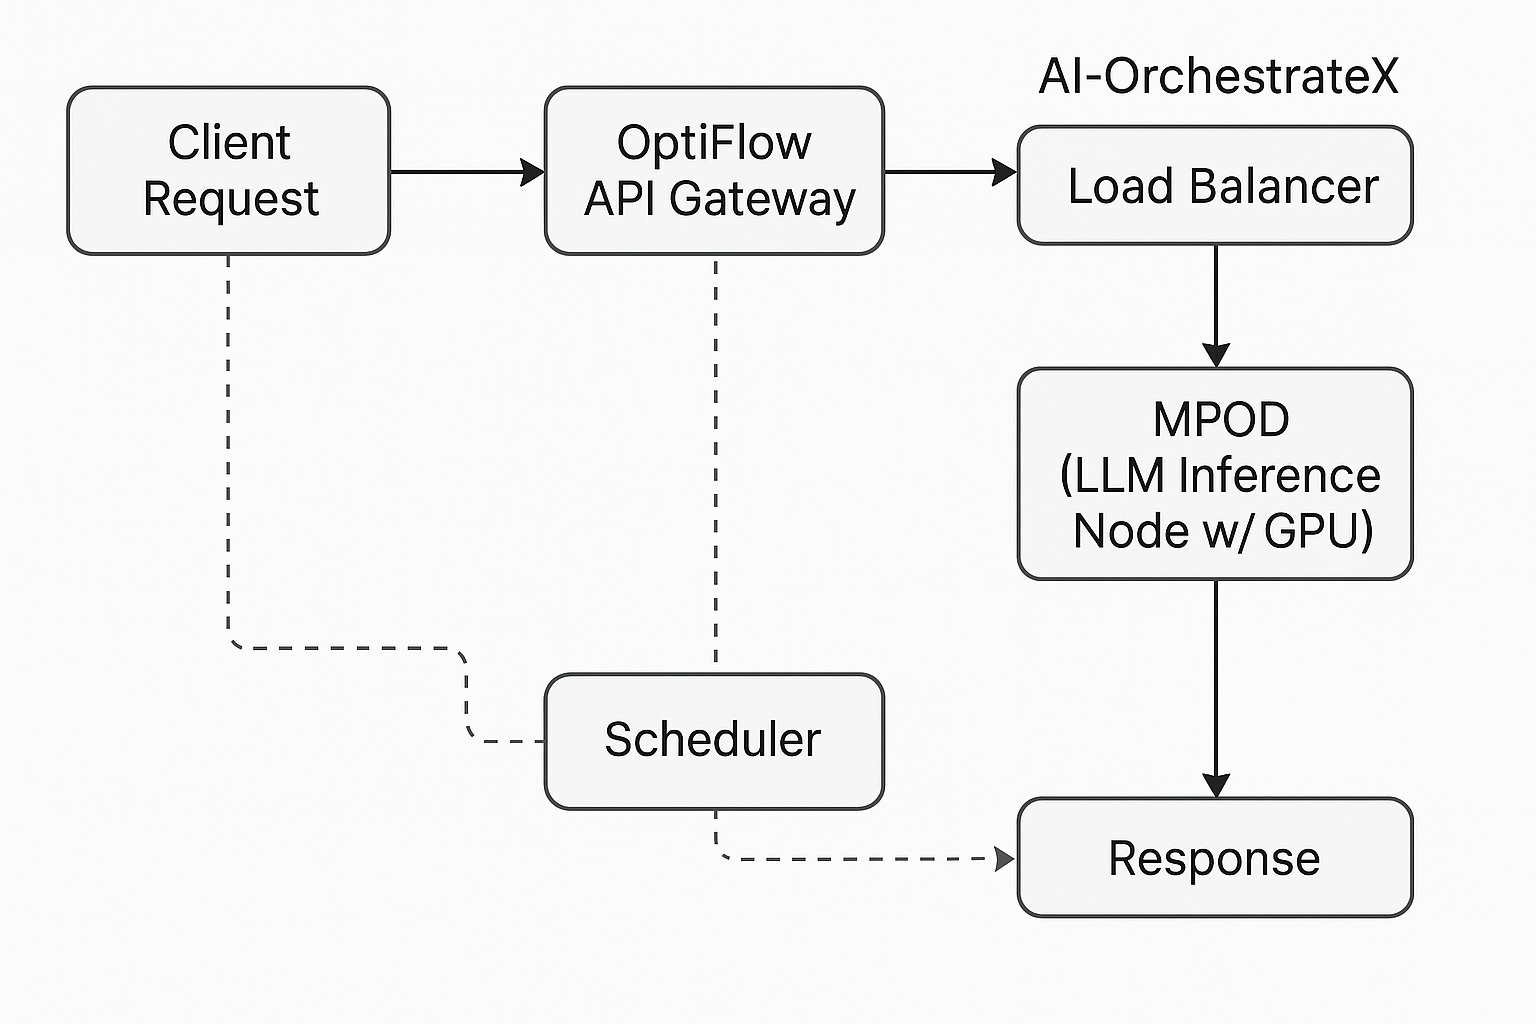 Client
Request
OptiFlow
API Gateway
AI-OrchestrateX
Load Balancer
MPOD
(LLM Inference
Node w/ GPU)
Scheduler
Response